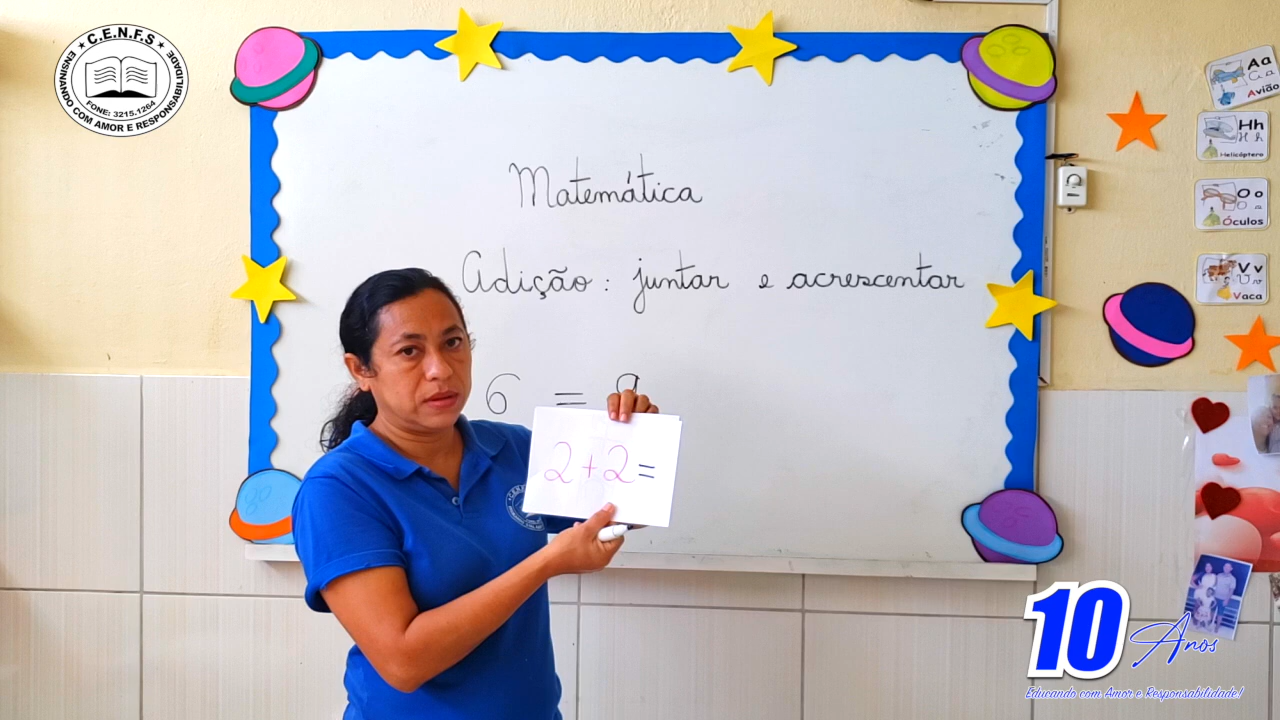 ★ C.E.N.F.S ★
ENSINANDO COM AMOR E RESPONSABILIDADE
FONE: 3215.1264
Matemática
Adição: juntar e acrescentar
6 = 9
2+2=
Aa
Avião
Hh
Helicóptero
Oo
Óculos
Vv
Vaca
10 Anos
Educando com Amor e Responsabilidade!